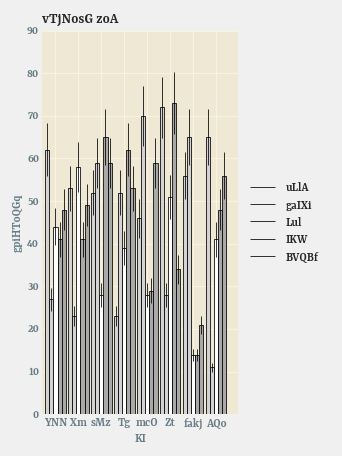 vTJNosG zoA
90
80
70
60
50
40
30
20
10
0
gpiHToQGq
YNN Xm sMz Tg mcO Zt fakj AQo
KI
uLlA
gaIXi
Lul
IKW
BVQBf